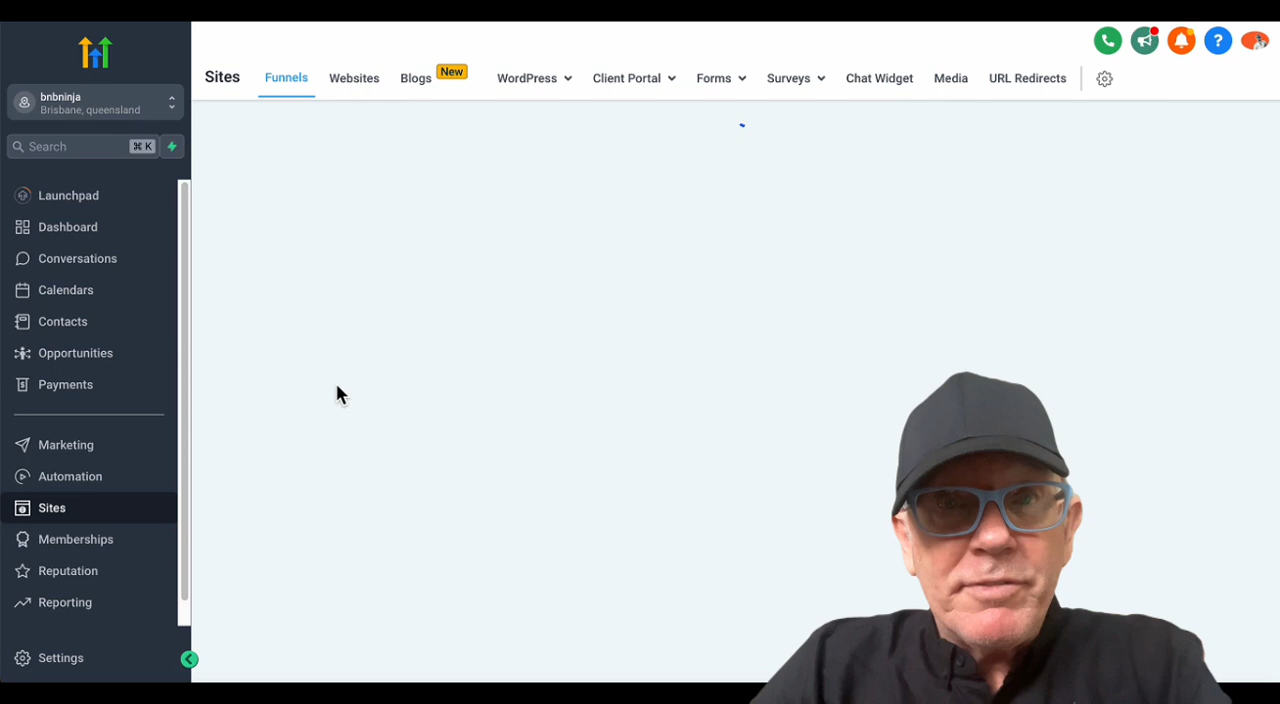 bnbninja
Brisbane, queensland
Search ⌘ K
Launchpad
Dashboard
Conversations
Calendars
Contacts
Opportunities
Payments
Marketing
Automation
Sites
Memberships
Reputation
Reporting
Settings
Sites Funnels Websites Blogs New WordPress Client Portal Forms Surveys Chat Widget Media URL Redirects
?